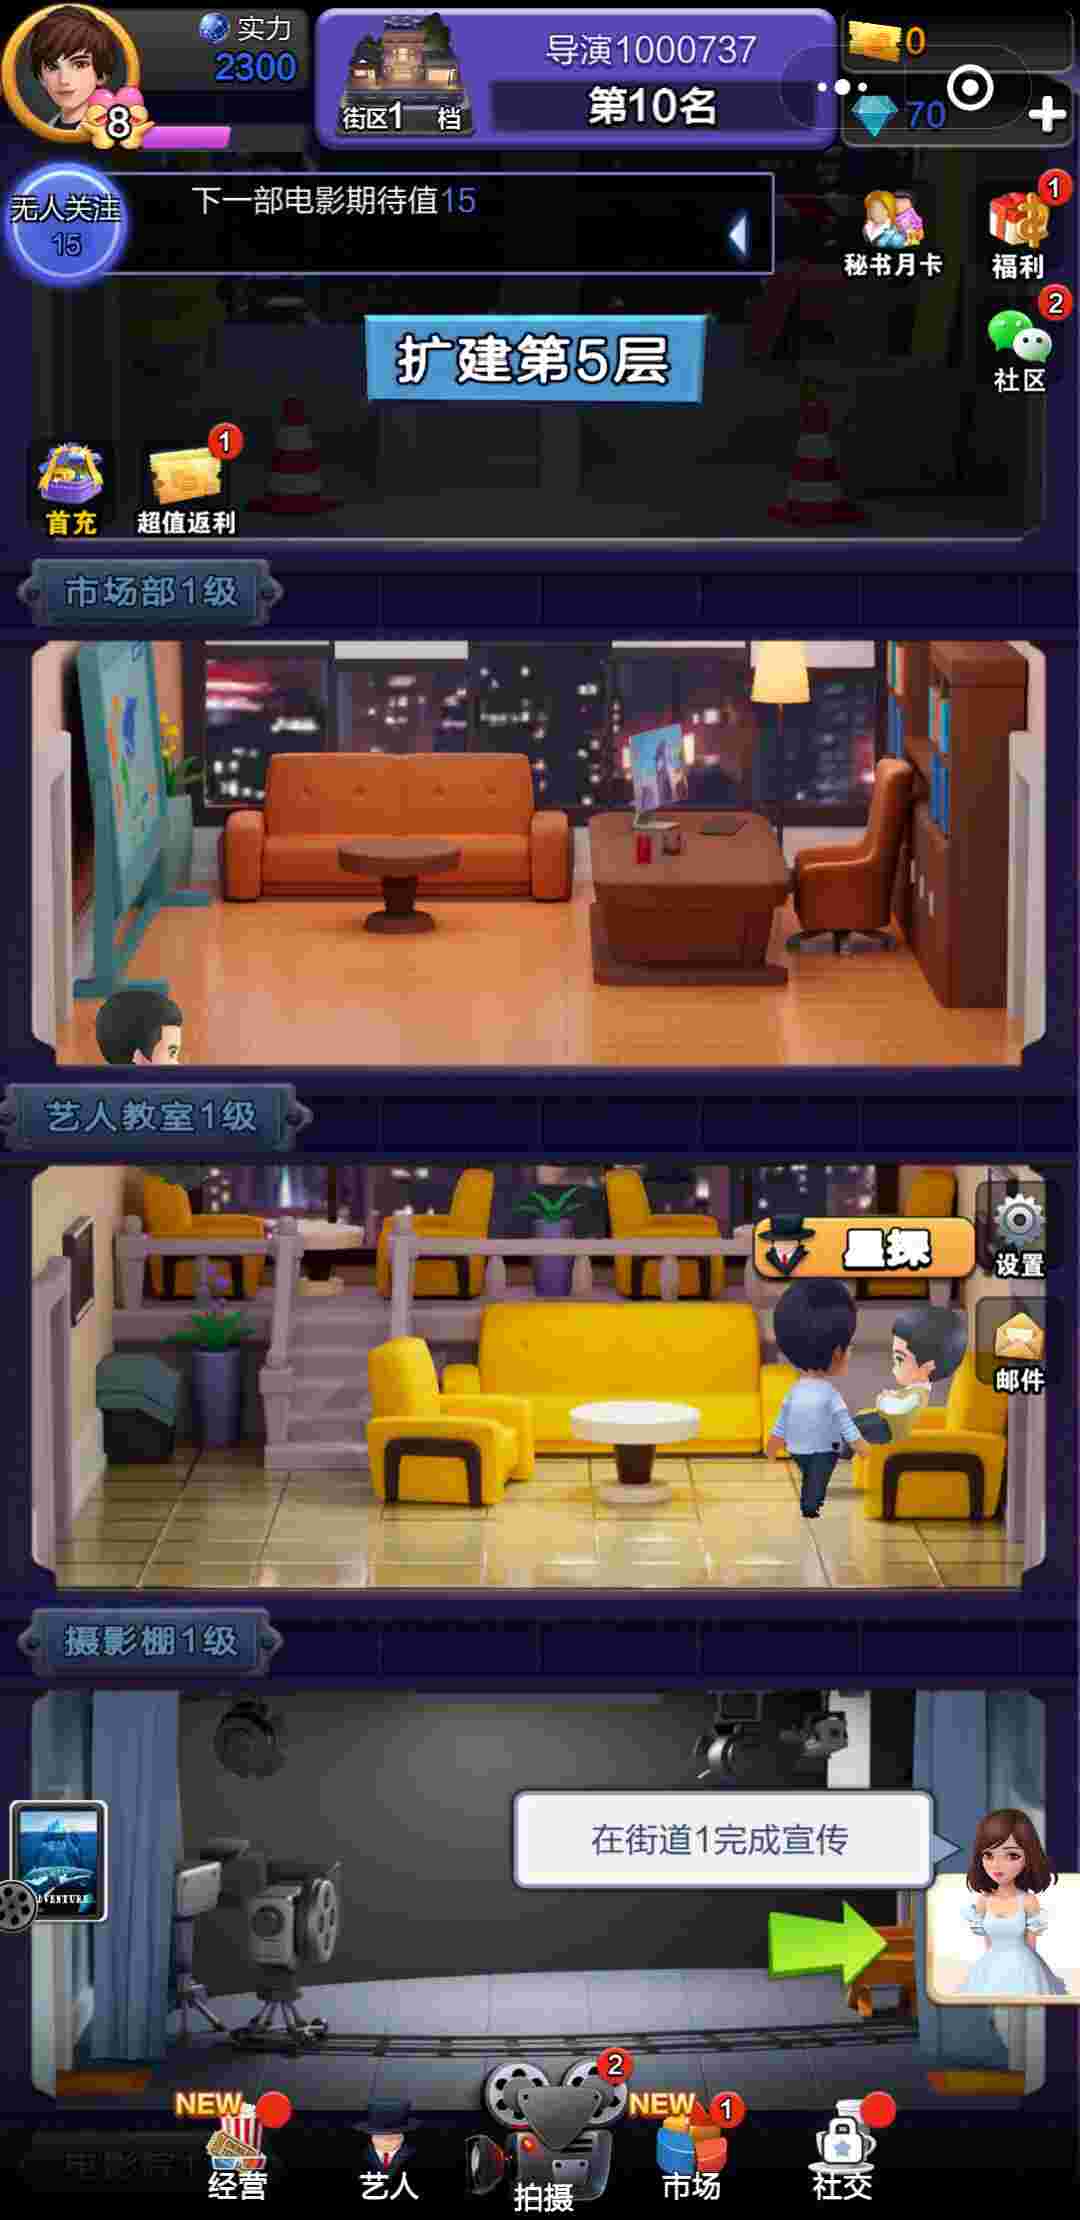 实力
2300
8
街区1 档
导演1000737
第10名
0
70
无人关注
15
下一部电影期待值15
秘书月卡
1
福利
2
社区
扩建第5层
首充
1
超值返利
市场部1级
艺人教室1级
星探
设置
邮件
摄影棚1级
在街道1完成宣传
NEW
经营
艺人
2
拍摄
NEW
1
市场
社交